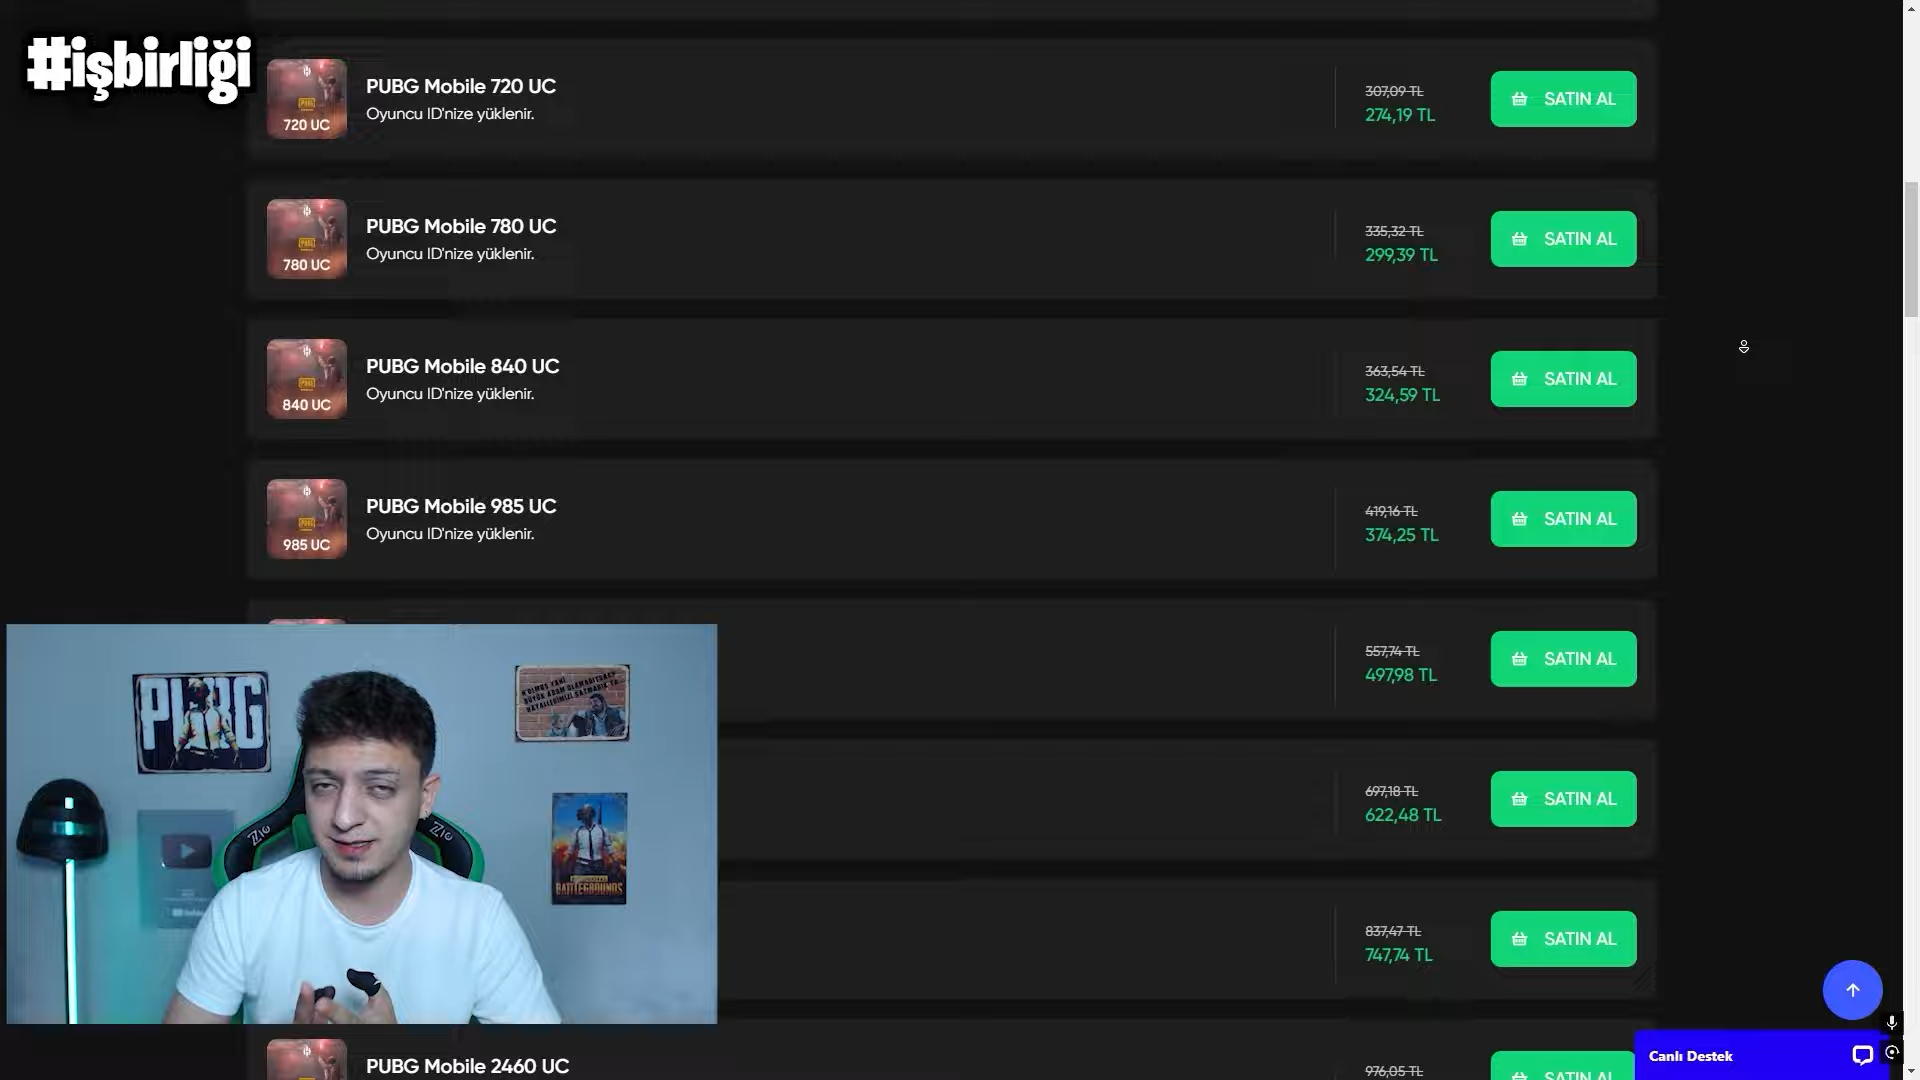 #işbirliği
720 UC
PUBG Mobile 720 UC
Oyuncu ID'nize yüklenir.
307,09 TL
274,19 TL
SATIN AL
780 UC
PUBG Mobile 780 UC
Oyuncu ID'nize yüklenir.
335,32 TL
299,39 TL
SATIN AL
840 UC
PUBG Mobile 840 UC
Oyuncu ID'nize yüklenir.
363,54 TL
324,59 TL
SATIN AL
985 UC
PUBG Mobile 985 UC
Oyuncu ID'nize yüklenir.
419,16 TL
374,25 TL
SATIN AL
557,74 TL
497,98 TL
SATIN AL
697,18 TL
622,48 TL
SATIN AL
837,47 TL
747,74 TL
SATIN AL
PUBG Mobile 2460 UC
976,05 TL
SATIN AL
PUBG
BATTLEGROUNDS
Canlı Destek